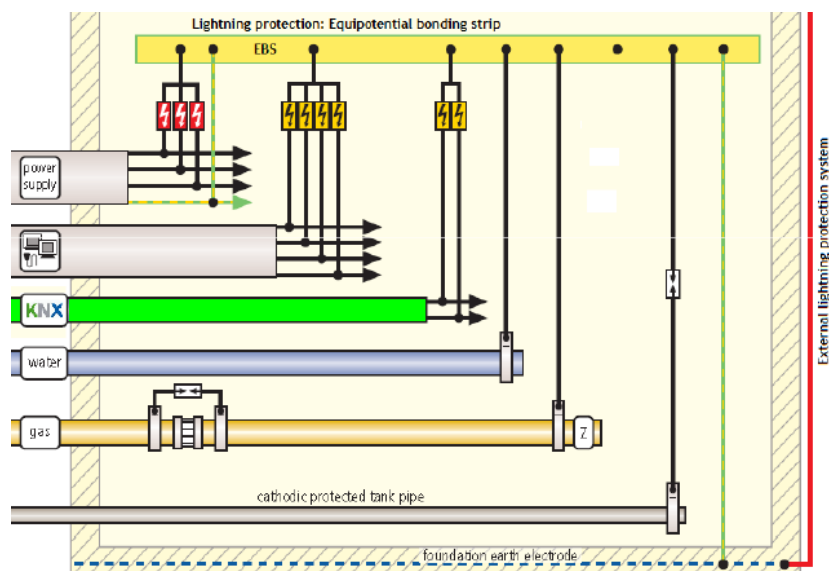 Lightning protection: Equipotential bonding strip
EBS
power
supply
KNX
water
gas
Z
cathodic protected tank pipe
foundation earth electrode
External lightning protection system